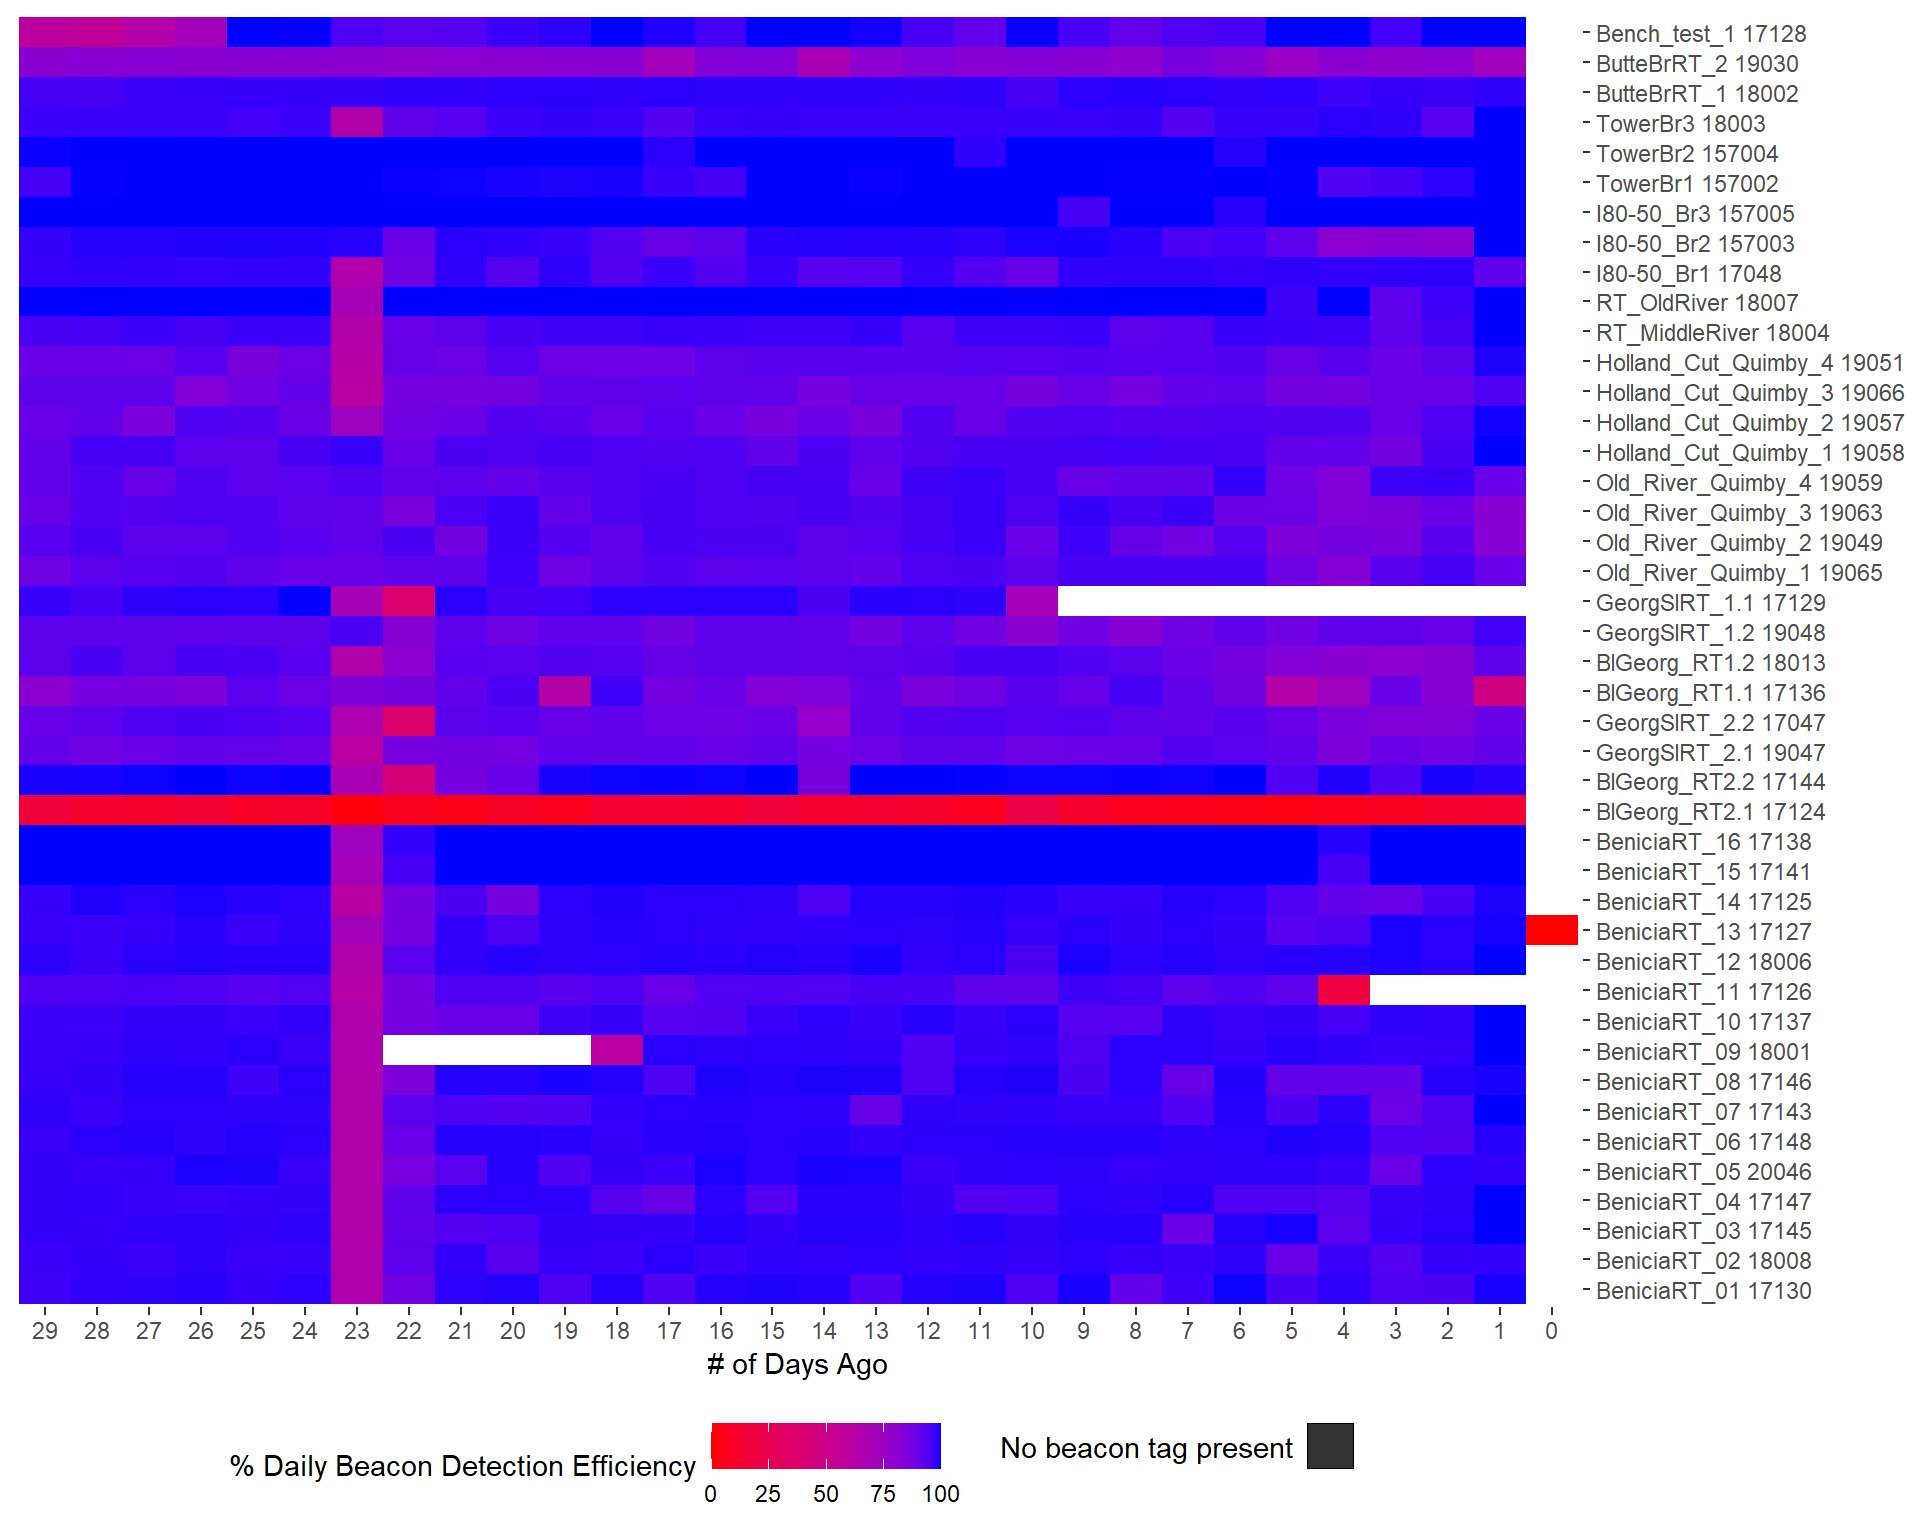 Bench_test_1 17128
ButteBrRT_2 19030
ButteBrRT_1 18002
TowerBr3 18003
TowerBr2 157004
TowerBr1 157002
I80-50_Br3 157005
I80-50_Br2 157003
I80-50_Br1 17048
RT_OldRiver 18007
RT_MiddleRiver 18004
Holland_Cut_Quimby_4 19051
Holland_Cut_Quimby_3 19066
Holland_Cut_Quimby_2 19057
Holland_Cut_Quimby_1 19058
Old_River_Quimby_4 19059
Old_River_Quimby_3 19063
Old_River_Quimby_2 19049
Old_River_Quimby_1 19065
GeorgSlRT_1.1 17129
GeorgSlRT_1.2 19048
BlGeorg_RT1.2 18013
BlGeorg_RT1.1 17136
GeorgSlRT_2.2 17047
GeorgSlRT_2.1 19047
BlGeorg_RT2.2 17144
BlGeorg_RT2.1 17124
BeniciaRT_16 17138
BeniciaRT_15 17141
BeniciaRT_14 17125
BeniciaRT_13 17127
BeniciaRT_12 18006
BeniciaRT_11 17126
BeniciaRT_10 17137
BeniciaRT_09 18001
BeniciaRT_08 17146
BeniciaRT_07 17143
BeniciaRT_06 17148
BeniciaRT_05 20046
BeniciaRT_04 17147
BeniciaRT_03 17145
BeniciaRT_02 18008
BeniciaRT_01 17130
29 28 27 26 25 24 23 22 21 20 19 18 17 16 15 14 13 12 11 10 9 8 7 6 5 4 3 2 1 0
# of Days Ago
% Daily Beacon Detection Efficiency
0 25 50 75 100
No beacon tag present